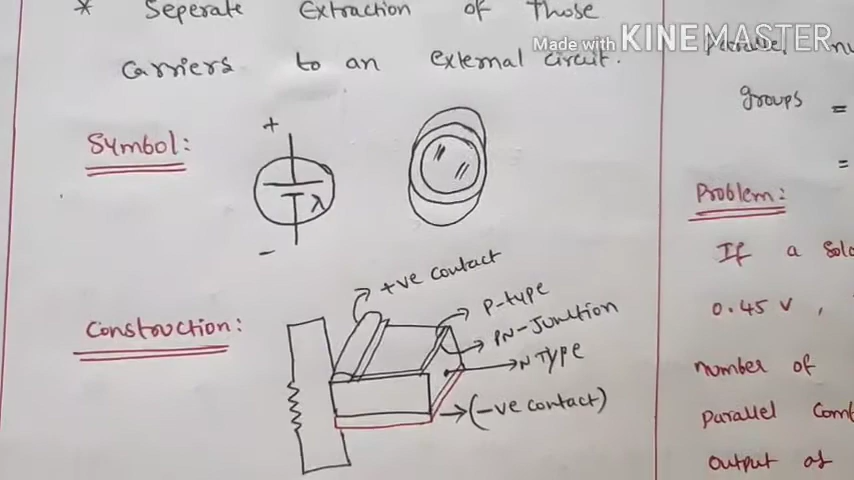 * Seperate Extraction of Those
carriers to an external circuit.
Made with KINEMASTER
Symbol:
+
λ
-
Construction:
+ve contact
P-type
PN-Junction
N TYPE
(-ve contact)
groups =
=
Problem:
If a
0.45 V,
number of
parallel
output of